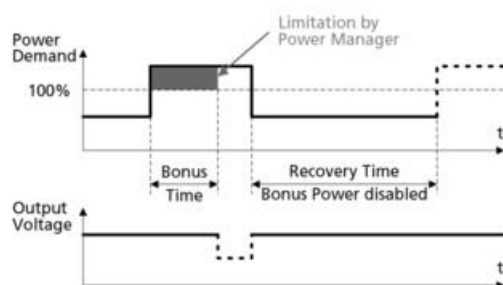 Limitation by
Power Manager
Power
Demand
100%
t
Bonus
Time
Recovery Time
Bonus Power disabled
Output
Voltage
t